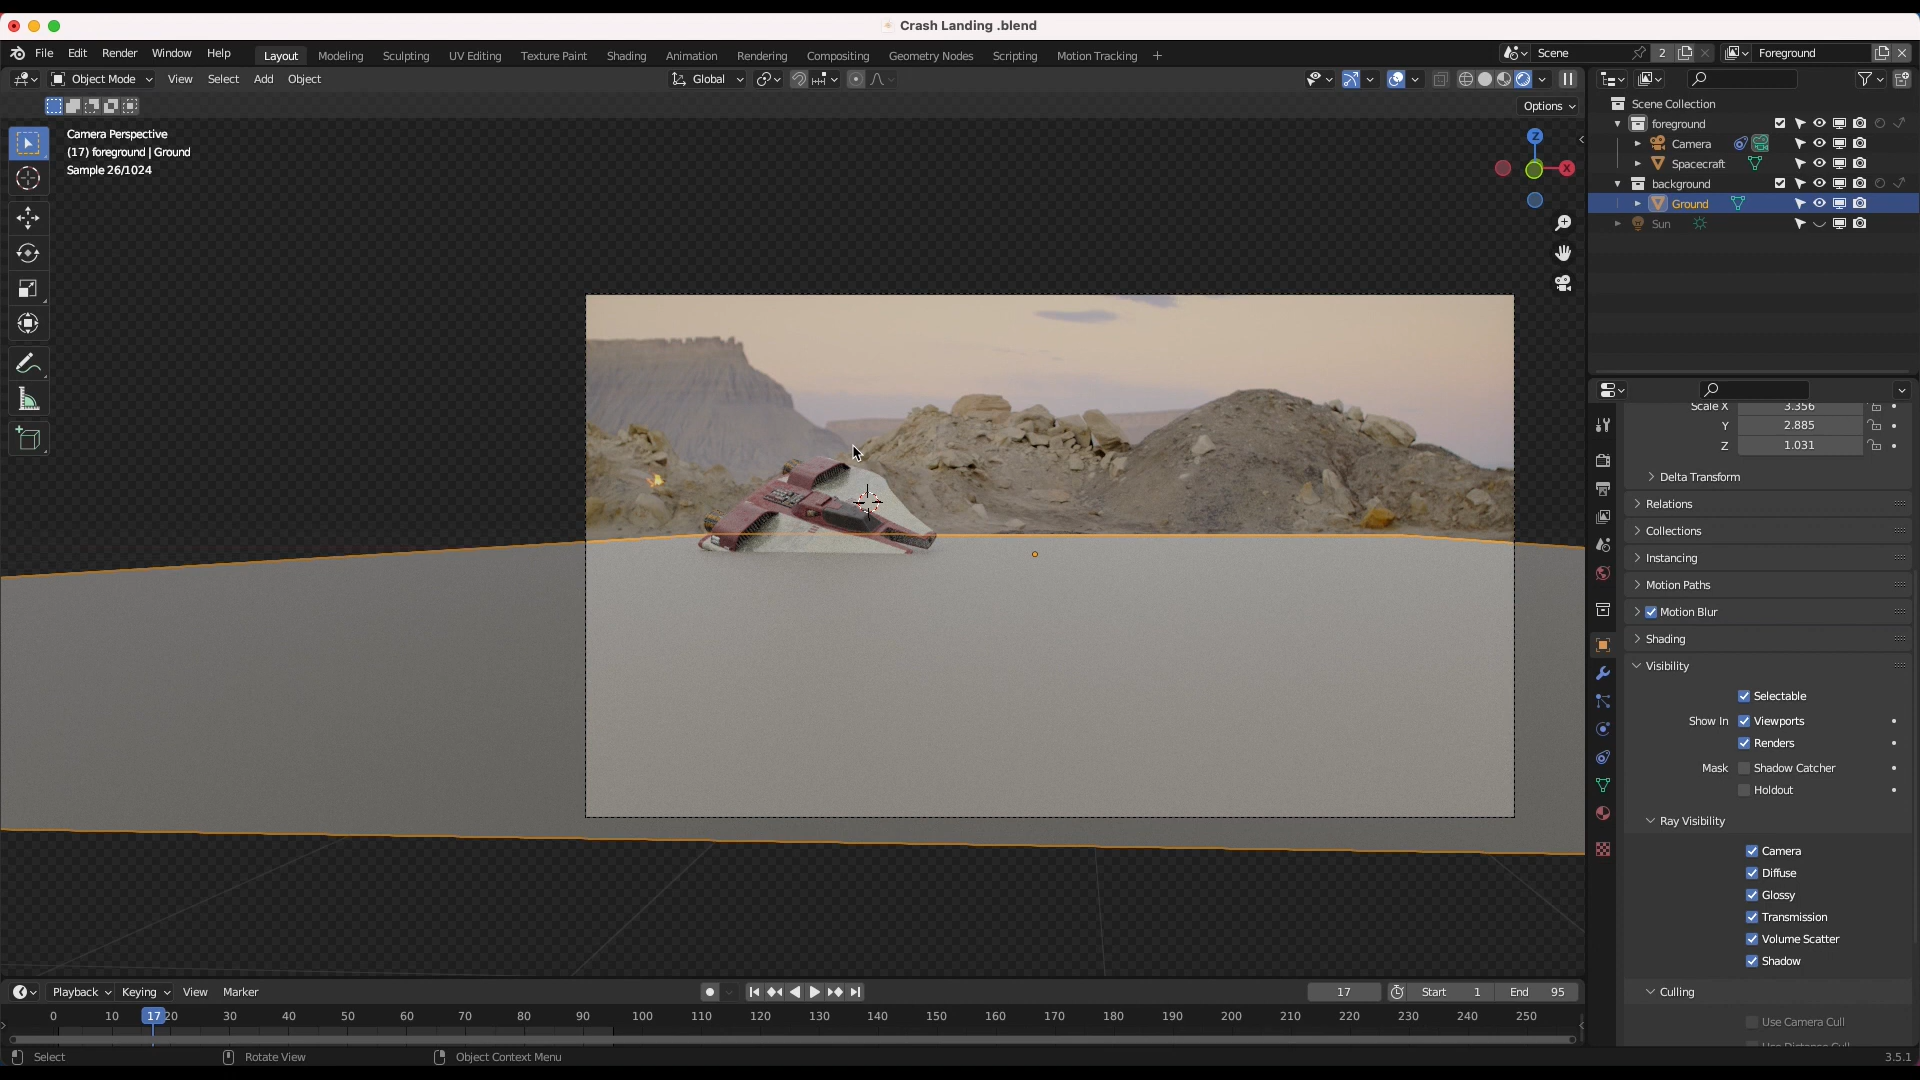 Crash Landing .blend
File Edit Render Window Help Layout Modeling Sculpting UV Editing Texture Paint Shading Animation Rendering Compositing Geometry Nodes Scripting Motion Tracking + Scene 2 Foreground
Object Mode View Select Add Object Global
Options
Camera Perspective
(17) foreground | Ground
Sample 26/1024
Z
X
Scene Collection
foreground
Camera
Spacecraft
background
Ground
Sun
Scale X 3.356
Y 2.885
Z 1.031
Delta Transform
Relations
Collections
Instancing
Motion Paths
Motion Blur
Shading
Visibility
Selectable
Show In Viewports
Renders
Mask Shadow Catcher
Holdout
Ray Visibility
Camera
Diffuse
Glossy
Transmission
Volume Scatter
Shadow
Culling
Use Camera Cull
Use Distance Cull
Playback Keying View Marker 17 Start 1 End 95
0 10 17 20 30 40 50 60 70 80 90 100 110 120 130 140 150 160 170 180 190 200 210 220 230 240 250
Select Rotate View Object Context Menu 3.5.1